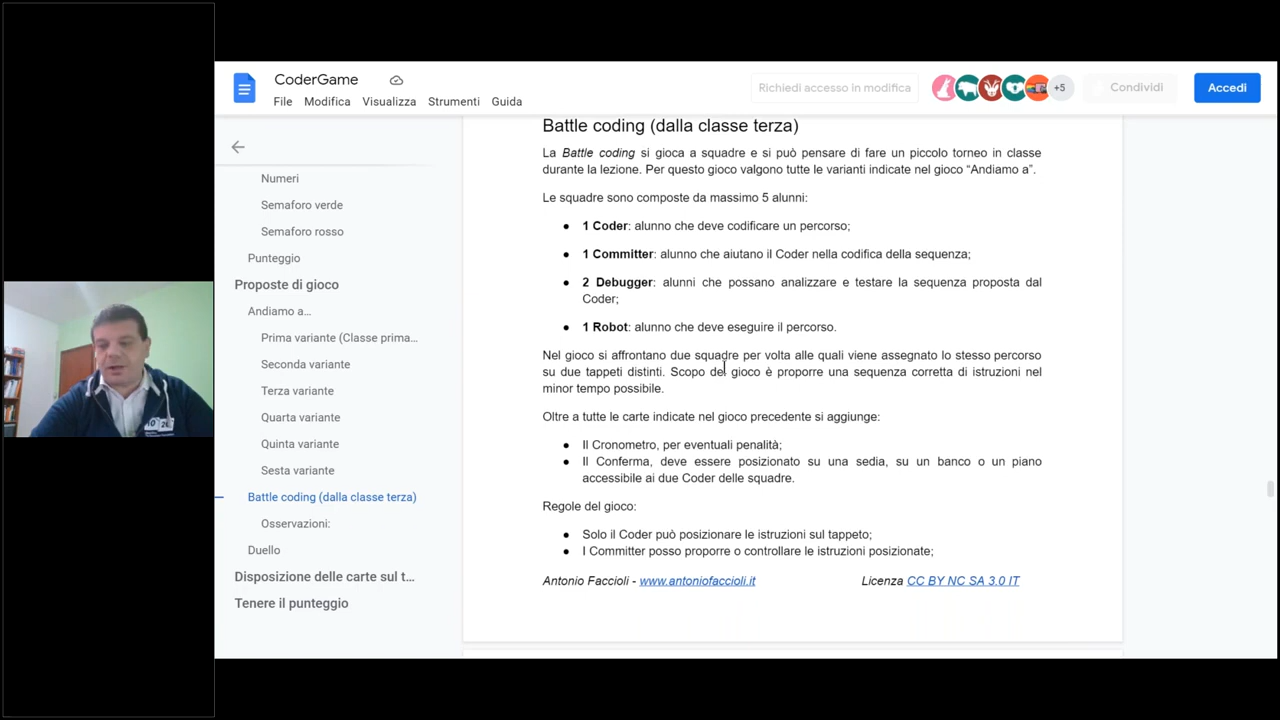 CoderGame
File Modifica Visualizza Strumenti Guida
Richiedi accesso in modifica
+5
Condividi
Accedi
Numeri
Semaforo verde
Semaforo rosso
Punteggio
Proposte di gioco
Andiamo a…
Prima variante (Classe prima…
Seconda variante
Terza variante
Quarta variante
Quinta variante
Sesta variante
Battle coding (dalla classe terza)
Osservazioni:
Duello
Disposizione delle carte sul t…
Tenere il punteggio
Battle coding (dalla classe terza)
La Battle coding si gioca a squadre e si può pensare di fare un piccolo torneo in classe
durante la lezione. Per questo gioco valgono tutte le varianti indicate nel gioco “Andiamo a”.
Le squadre sono composte da massimo 5 alunni:
● 1 Coder: alunno che deve codificare un percorso;
● 1 Committer: alunno che aiutano il Coder nella codifica della sequenza;
● 2 Debugger: alunni che possano analizzare e testare la sequenza proposta dal
Coder;
● 1 Robot: alunno che deve eseguire il percorso.
Nel gioco si affrontano due squadre per volta alle quali viene assegnato lo stesso percorso
su due tappeti distinti. Scopo del gioco è proporre una sequenza corretta di istruzioni nel
minor tempo possibile.
Oltre a tutte le carte indicate nel gioco precedente si aggiunge:
● Il Cronometro, per eventuali penalità;
● Il Conferma, deve essere posizionato su una sedia, su un banco o un piano
accessibile ai due Coder delle squadre.
Regole del gioco:
● Solo il Coder può posizionare le istruzioni sul tappeto;
● I Committer posso proporre o controllare le istruzioni posizionate;
Antonio Faccioli - www.antoniofaccioli.it Licenza CC BY NC SA 3.0 IT